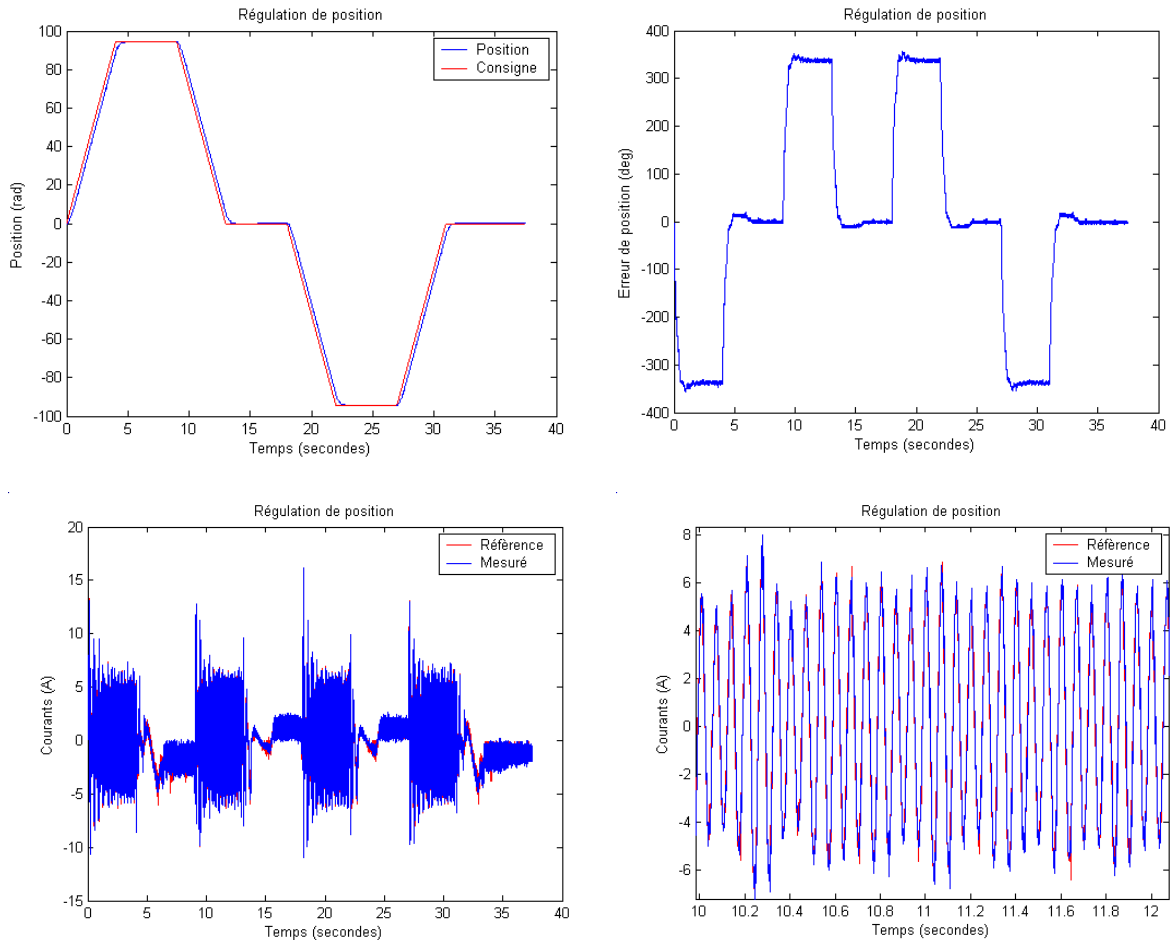 Régulation de position
Position (rad)
100
80
60
40
20
0
-20
-40
-60
-80
-100
Position
Consigne
0 5 10 15 20 25 30 35 40
Temps (secondes)
Régulation de position
Erreur de position (deg)
400
300
200
100
0
-100
-200
-300
-400
0 5 10 15 20 25 30 35 40
Temps (secondes)
Régulation de position
Courants (A)
20
15
10
5
0
-5
-10
-15
Réfèrence
Mesuré
0 5 10 15 20 25 30 35 40
Temps (secondes)
Régulation de position
Courants (A)
8
6
4
2
0
-2
-4
-6
Réfèrence
Mesuré
10 10.2 10.4 10.6 10.8 11 11.2 11.4 11.6 11.8 12
Temps (secondes)